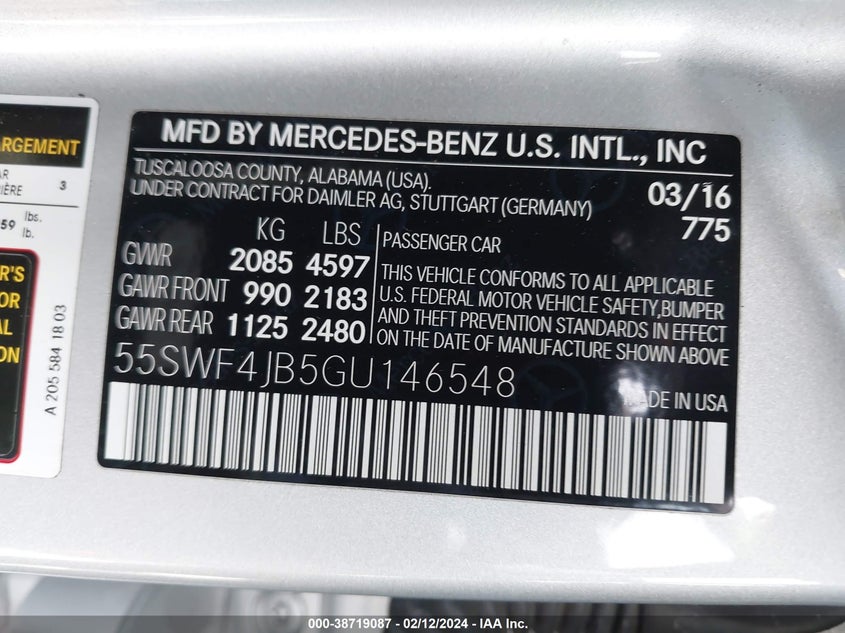 ARGEMENT
AR
IÈRE 3
959 lbs.
lb.
R'S
OR
AL
ON
A 205 584 18 03
MFD BY MERCEDES-BENZ U.S. INTL., INC
TUSCALOOSA COUNTY, ALABAMA (USA).
UNDER CONTRACT FOR DAIMLER AG, STUTTGART (GERMANY)
03/16
775
KG LBS
GVWR 2085 4597
GAWR FRONT 990 2183
GAWR REAR 1125 2480
PASSENGER CAR
THIS VEHICLE CONFORMS TO ALL APPLICABLE
U.S. FEDERAL MOTOR VEHICLE SAFETY,BUMPER
AND THEFT PREVENTION STANDARDS IN EFFECT
ON THE DATE OF MANUFACTURE SHOWN ABOVE
55SWF4JB5GU146548
MADE IN USA
000-38719087 - 02/12/2024 - IAA Inc.